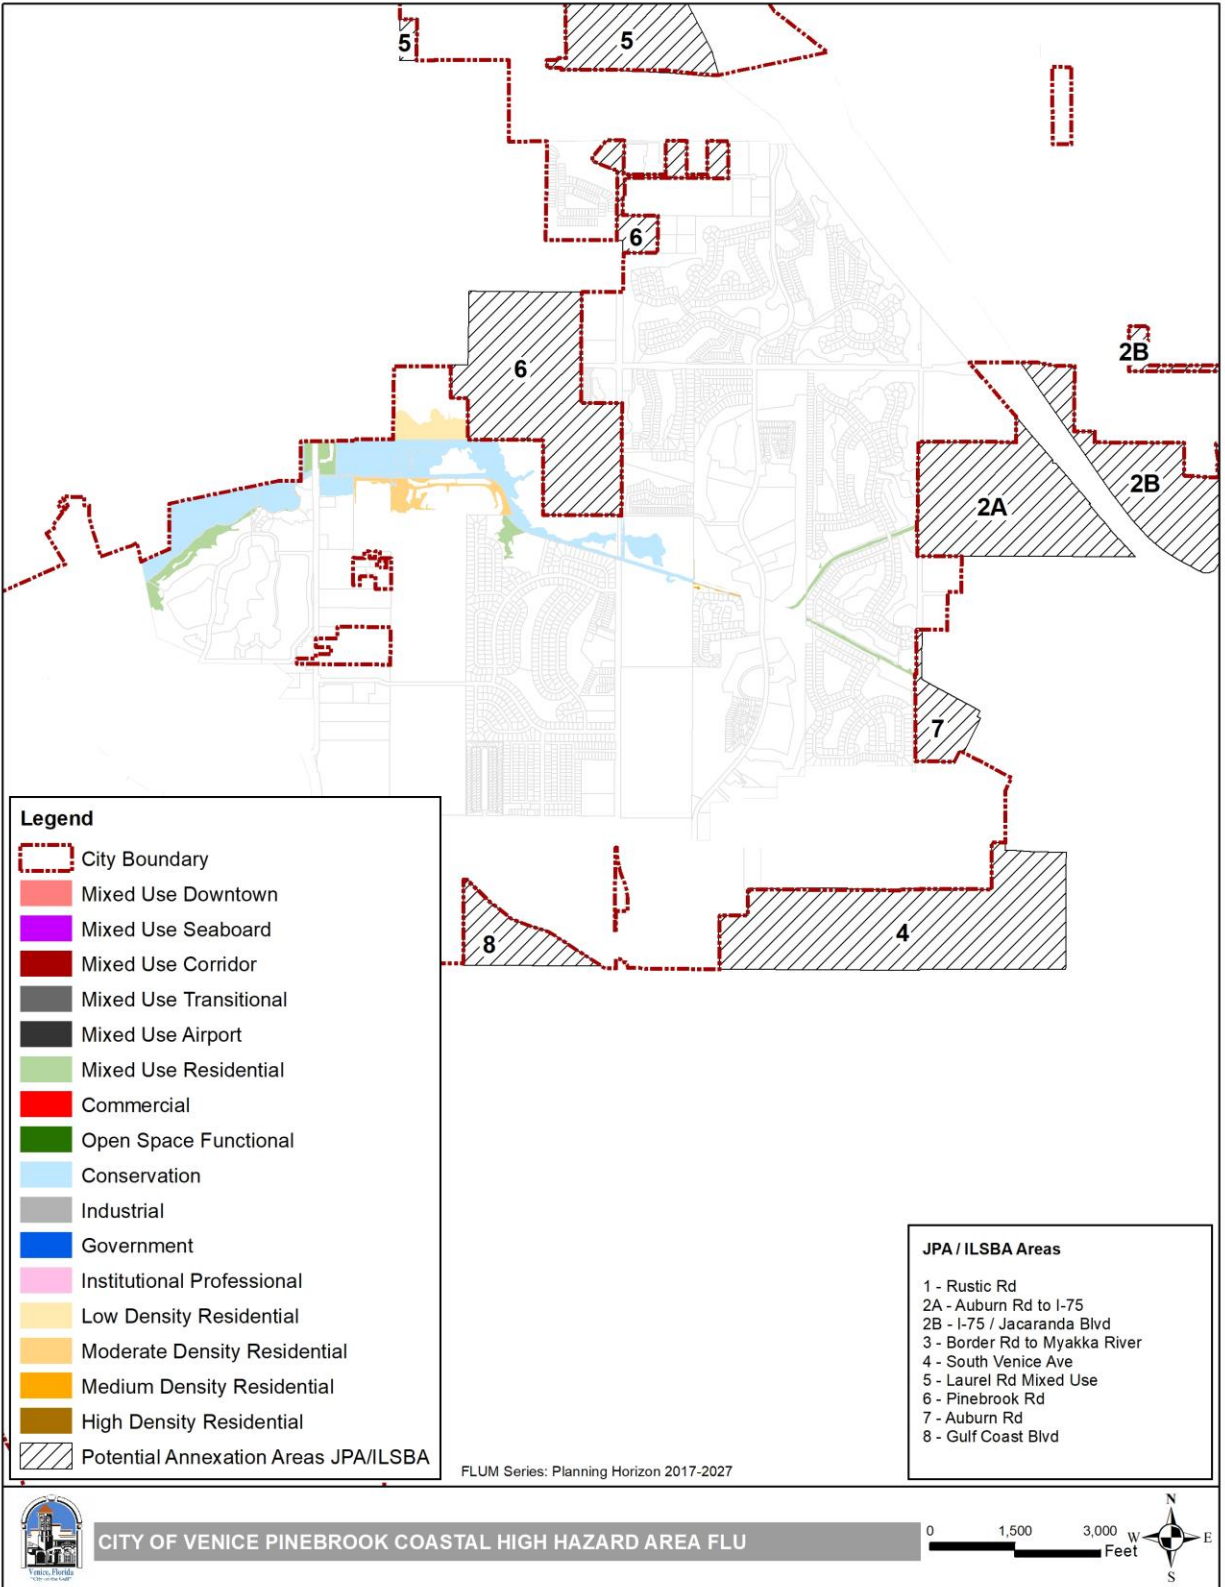 5
5
6
2B
6
2B
2A
7
4
8
Legend
City Boundary
Mixed Use Downtown
Mixed Use Seaboard
Mixed Use Corridor
Mixed Use Transitional
Mixed Use Airport
Mixed Use Residential
Commercial
Open Space Functional
Conservation
Industrial
Government
Institutional Professional
Low Density Residential
Moderate Density Residential
Medium Density Residential
High Density Residential
Potential Annexation Areas JPA/ILSBA
JPA / ILSBA Areas
1 - Rustic Rd
2A - Auburn Rd to I-75
2B - I-75 / Jacaranda Blvd
3 - Border Rd to Myakka River
4 - South Venice Ave
5 - Laurel Rd Mixed Use
6 - Pinebrook Rd
7 - Auburn Rd
8 - Gulf Coast Blvd
FLUM Series: Planning Horizon 2017-2027
Venice, Florida
"City on the Gulf"
CITY OF VENICE PINEBROOK COASTAL HIGH HAZARD AREA FLU
0 1,500 3,000
Feet
N
W E
S